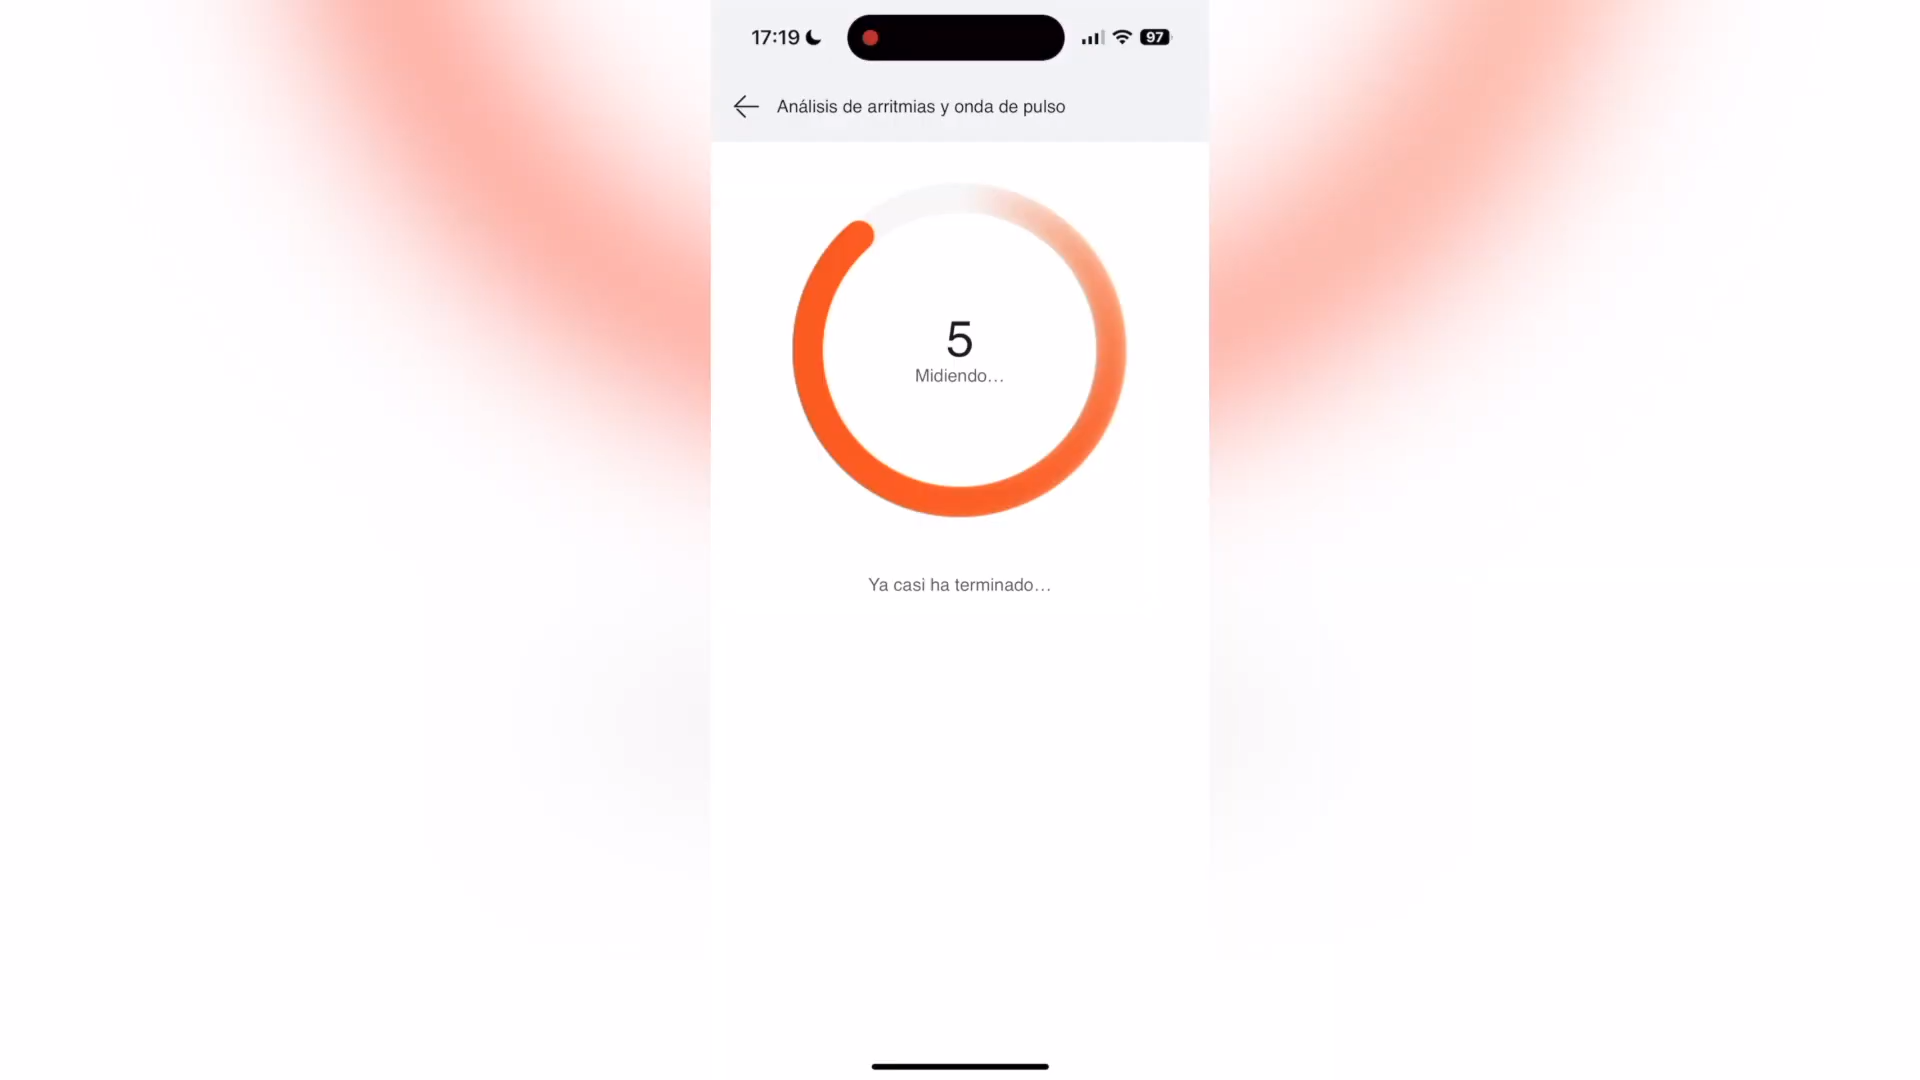 17:19
97
Análisis de arritmias y onda de pulso
5
Midiendo…
Ya casi ha terminado…